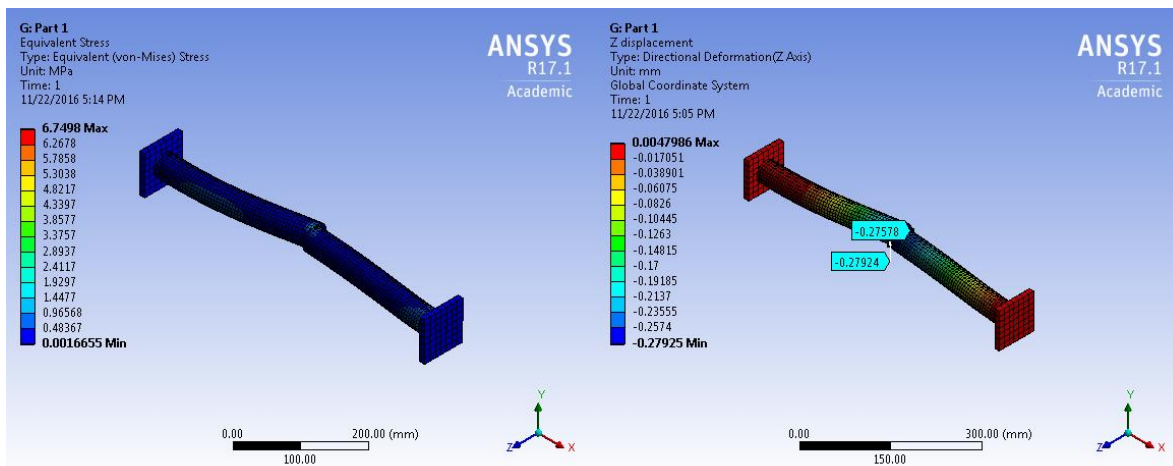 G: Part 1
Equivalent Stress
Type: Equivalent (von-Mises) Stress
Unit: MPa
Time: 1
11/22/2016 5:14 PM
ANSYS
R17.1
Academic
6.7498 Max
6.2678
5.7858
5.3038
4.8217
4.3397
3.8577
3.3757
2.8937
2.4117
1.9297
1.4477
0.96568
0.48367
0.0016655 Min
0.00
200.00 (mm)
100.00
Y
Z
X
G: Part 1
Z displacement
Type: Directional Deformation(Z Axis)
Unit: mm
Global Coordinate System
Time: 1
11/22/2016 5:05 PM
ANSYS
R17.1
Academic
0.0047986 Max
-0.017051
-0.038901
-0.06075
-0.0826
-0.10445
-0.1263
-0.14815
-0.17
-0.19185
-0.2137
-0.23555
-0.2574
-0.27925 Min
-0.27578
-0.27924
0.00
300.00 (mm)
150.00
Y
Z
X